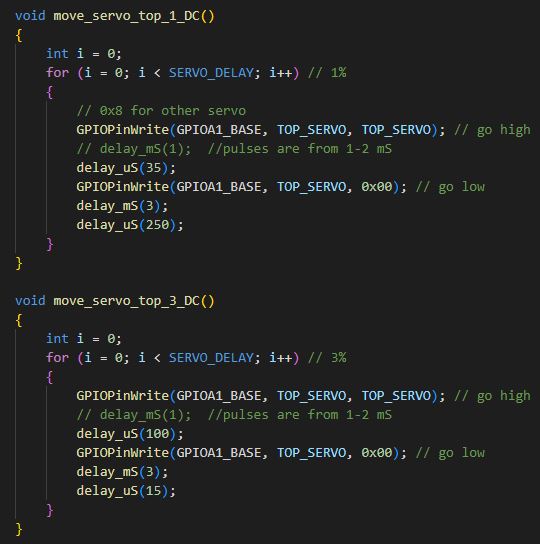 void move_servo_top_1_DC()
{
    int i = 0;
    for (i = 0; i < SERVO_DELAY; i++) // 1%
    {
        // 0x8 for other servo
        GPIOPinWrite(GPIOA1_BASE, TOP_SERVO, TOP_SERVO); // go high
        // delay_mS(1);  //pulses are from 1-2 mS
        delay_uS(35);
        GPIOPinWrite(GPIOA1_BASE, TOP_SERVO, 0x00); // go low
        delay_mS(3);
        delay_uS(250);
    }
}

void move_servo_top_3_DC()
{
    int i = 0;
    for (i = 0; i < SERVO_DELAY; i++) // 3%
    {
        GPIOPinWrite(GPIOA1_BASE, TOP_SERVO, TOP_SERVO); // go high
        // delay_mS(1);  //pulses are from 1-2 mS
        delay_uS(100);
        GPIOPinWrite(GPIOA1_BASE, TOP_SERVO, 0x00); // go low
        delay_mS(3);
        delay_uS(15);
    }
}